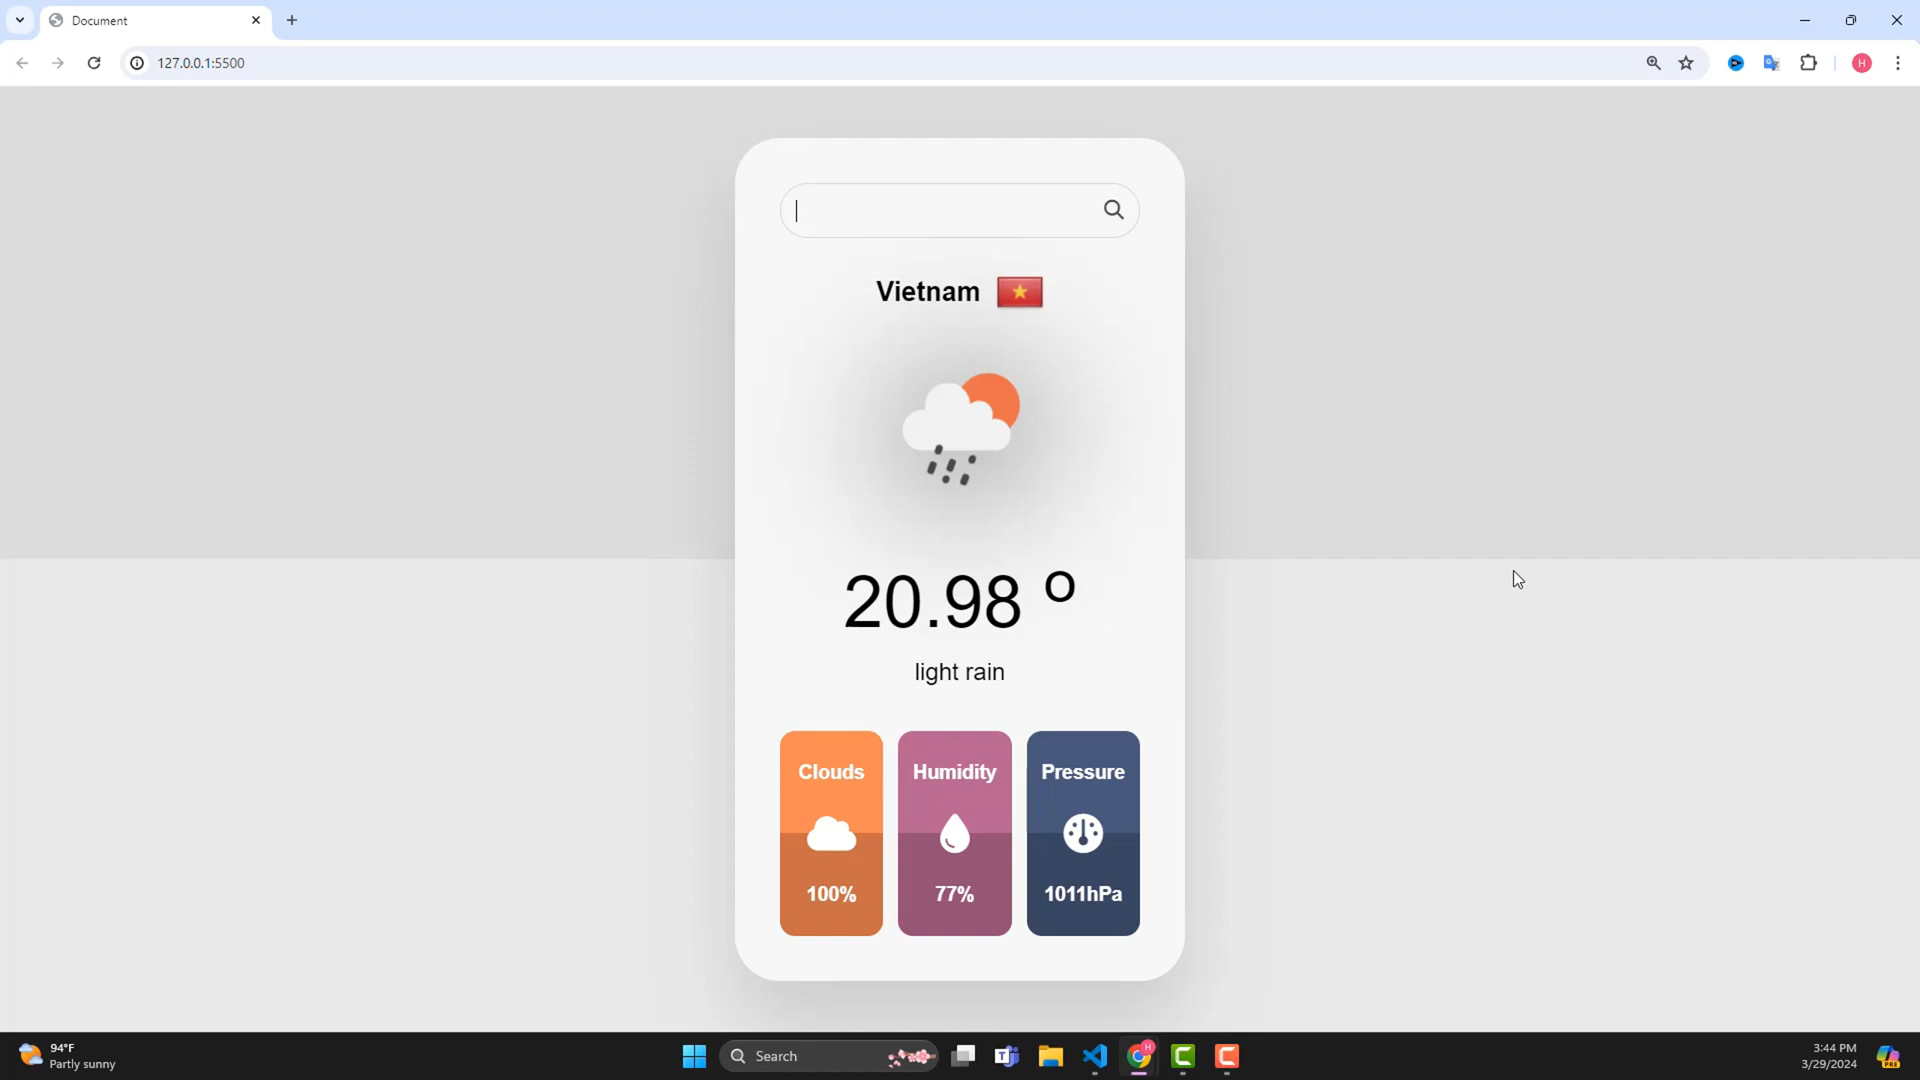 Document
127.0.0.1:5500
H
Vietnam
20.98 º
light rain
Clouds
Humidity
Pressure
100%
77%
1011hPa
94°F
Partly sunny
Search
H
3:44 PM
3/29/2024
PRE